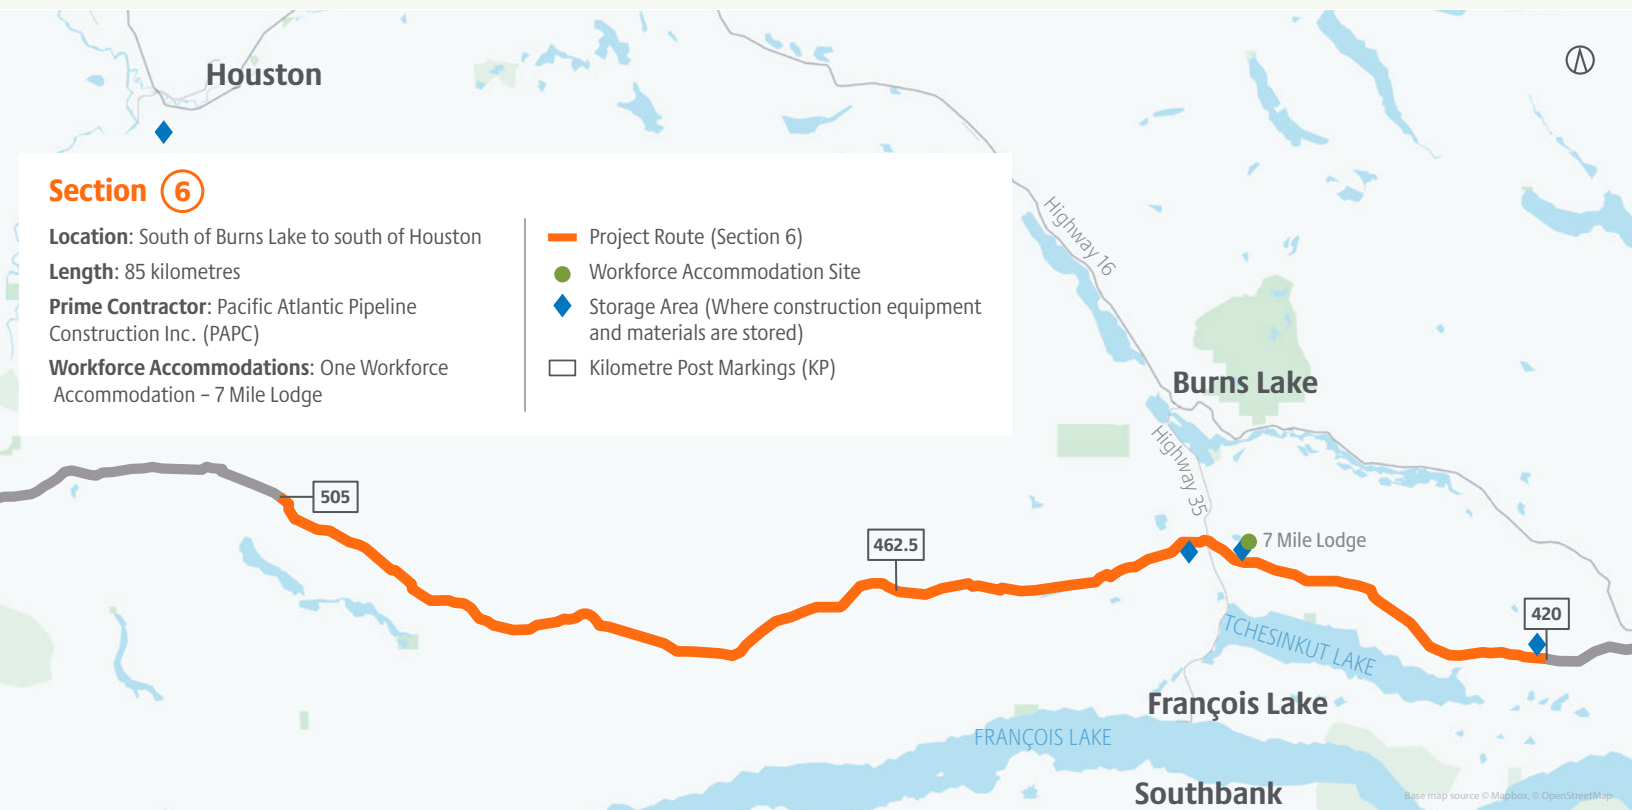 Houston
Section 6
Location: South of Burns Lake to south of Houston
Length: 85 kilometres
Prime Contractor: Pacific Atlantic Pipeline
Construction Inc. (PAPC)
Workforce Accommodations: One Workforce
Accommodation – 7 Mile Lodge
Project Route (Section 6)
Workforce Accommodation Site
Storage Area (Where construction equipment
and materials are stored)
Kilometre Post Markings (KP)
Highway 16
Burns Lake
Highway 35
505
462.5
7 Mile Lodge
420
TCHESINKUT LAKE
François Lake
FRANÇOIS LAKE
Southbank
Base map source © Mapbox, © OpenStreetMap